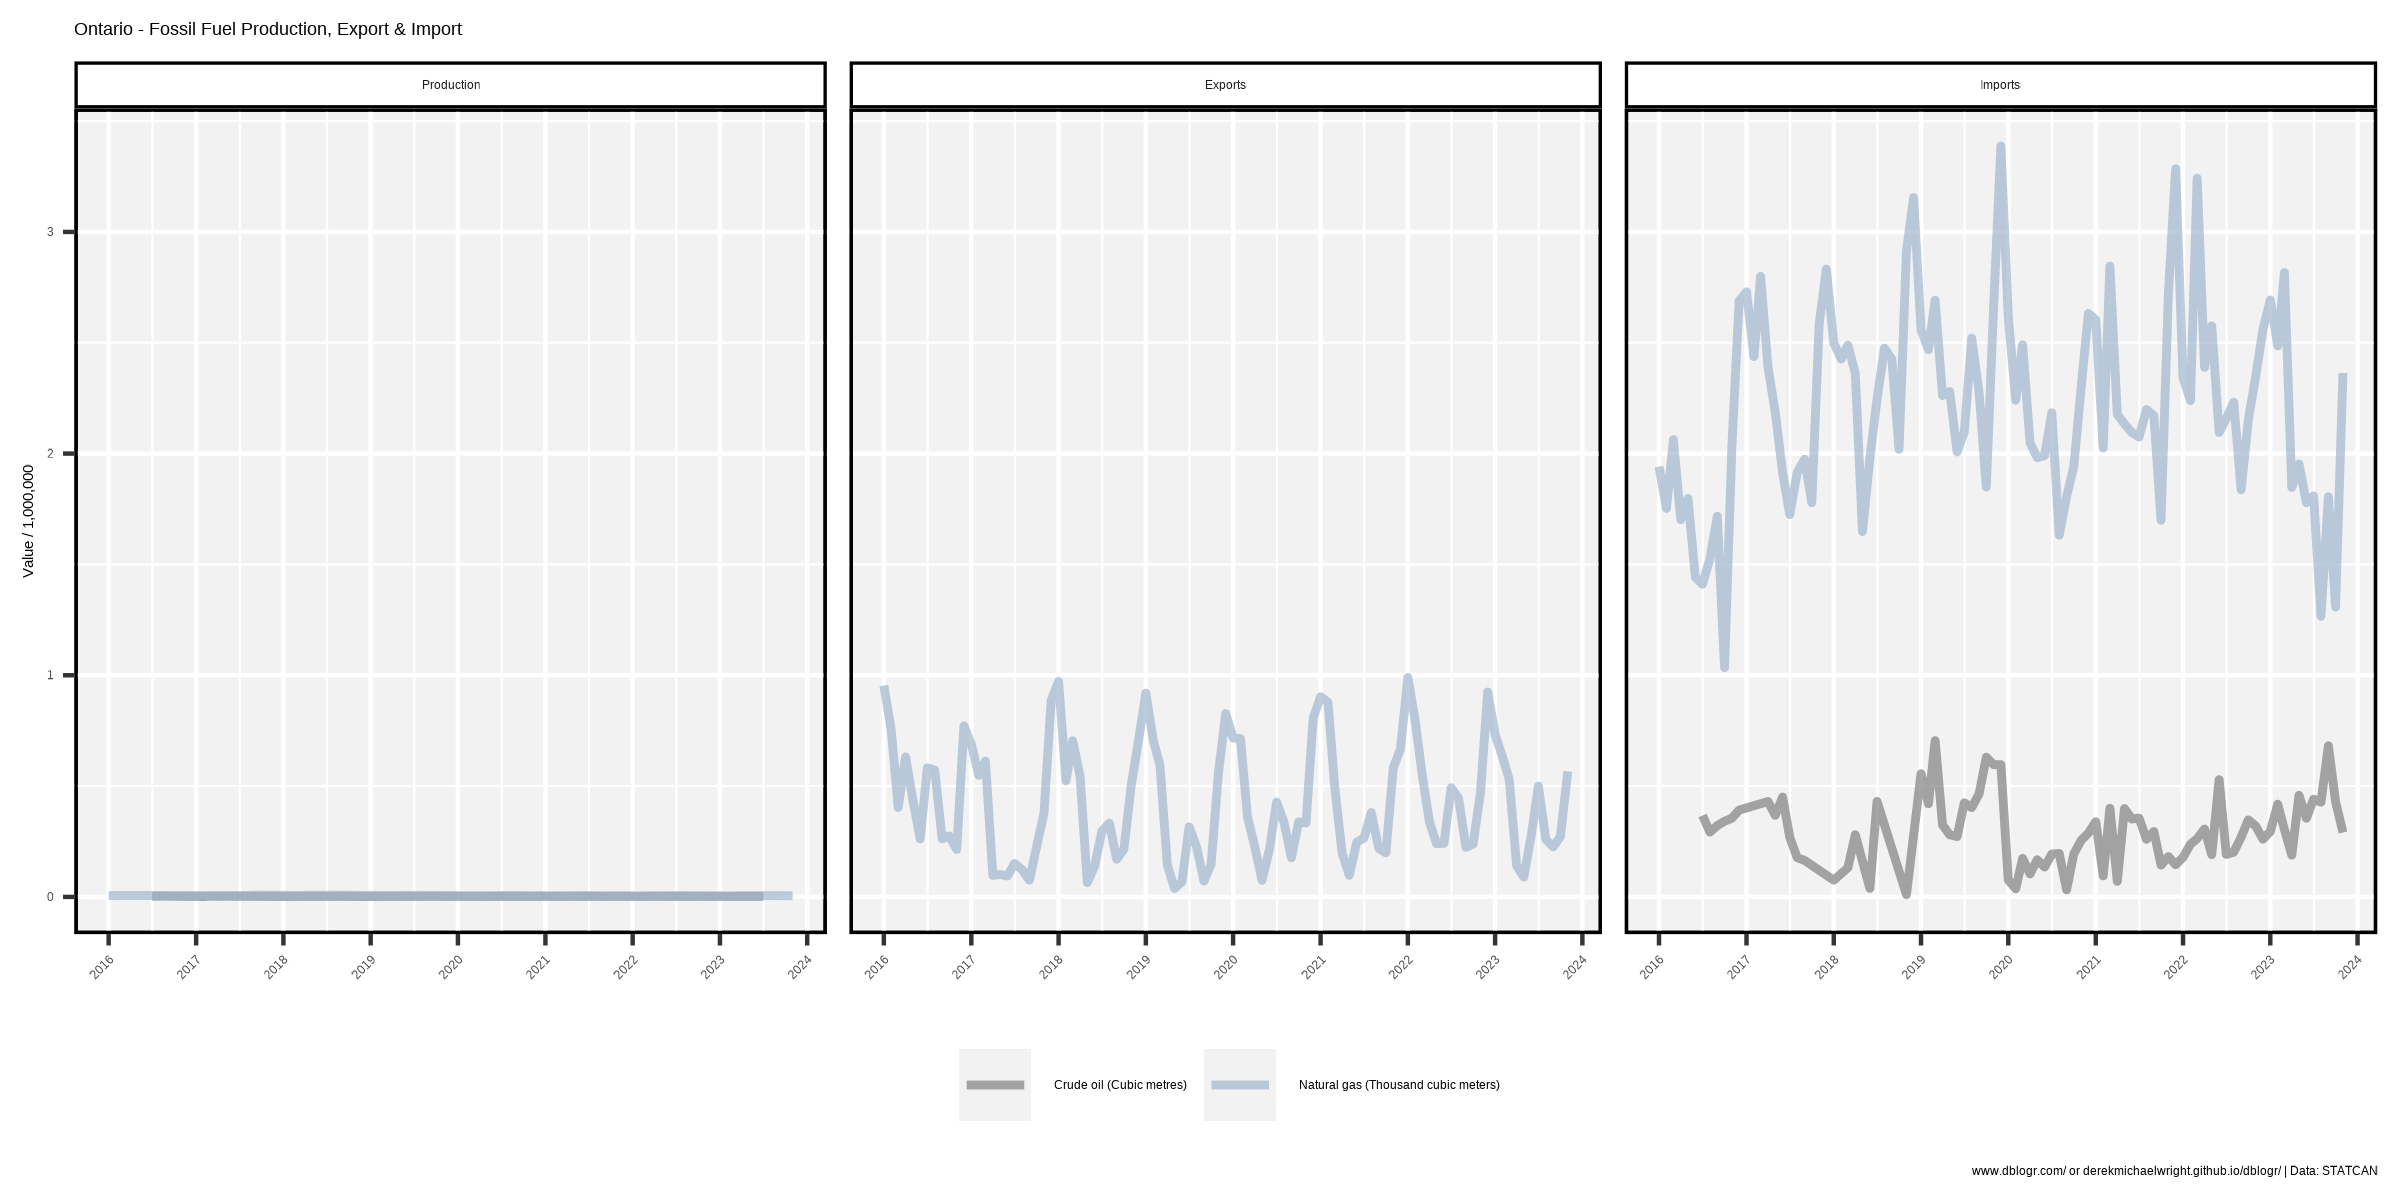 Ontario - Fossil Fuel Production, Export & Import
Production
Exports
Imports
Value / 1,000,000
3
2
1
0
2016 2017 2018 2019 2020 2021 2022 2023 2024
2016 2017 2018 2019 2020 2021 2022 2023 2024
2016 2017 2018 2019 2020 2021 2022 2023 2024
Crude oil (Cubic metres)
Natural gas (Thousand cubic meters)
www.dblogr.com/ or derekmichaelwright.github.io/dblogr/ | Data: STATCAN